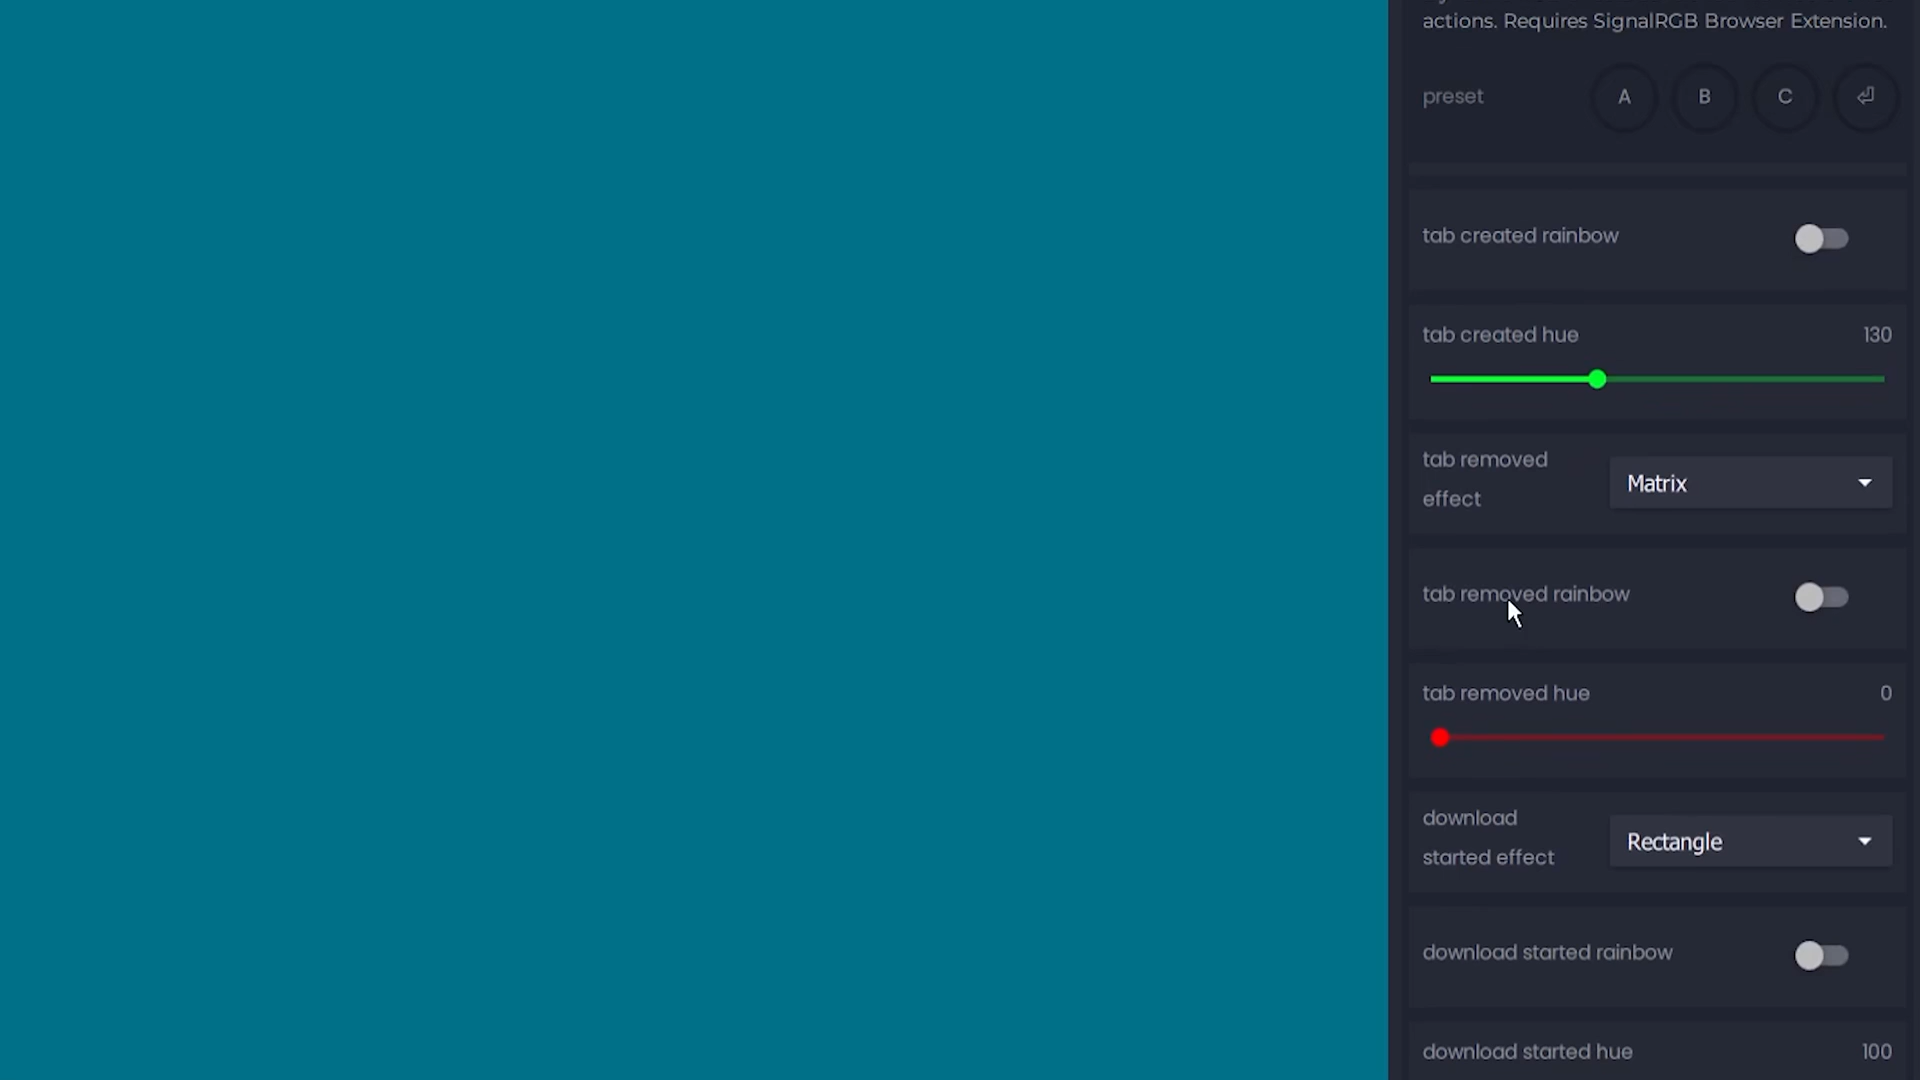 actions. Requires SignalRGB Browser Extension.
preset A B C
tab created rainbow
tab created hue 130
tab removed
effect
Matrix
tab removed rainbow
tab removed hue 0
download
started effect
Rectangle
download started rainbow
download started hue 100